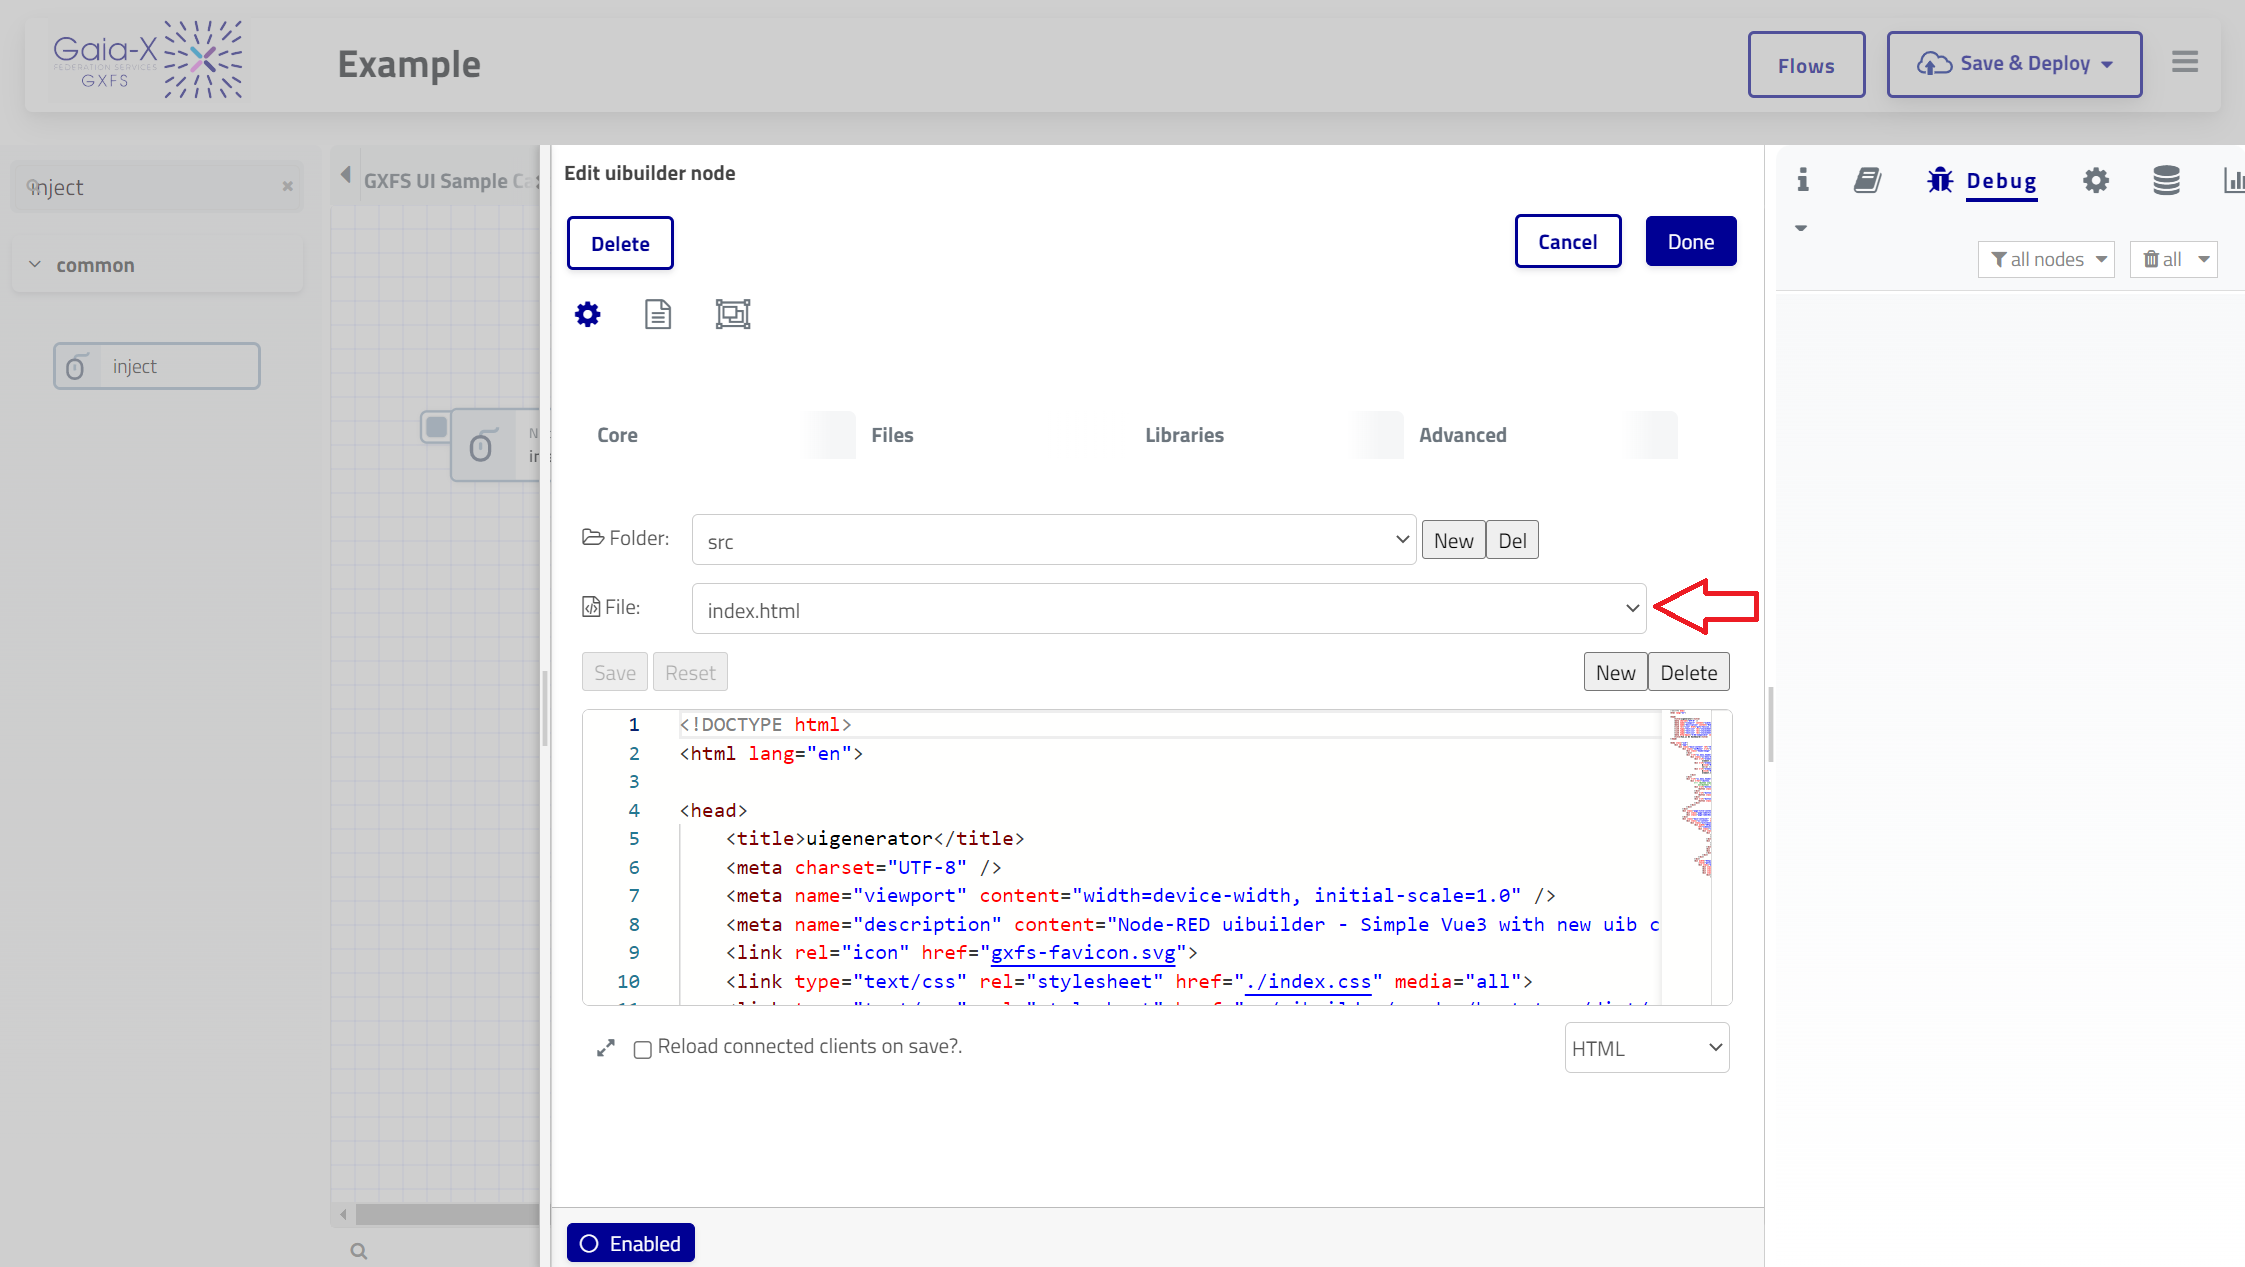 Gaia-X
FEDERATION SERVICES
GXFS
Example
Flows
Save & Deploy
inject
common
inject
GXFS UI Sample Ca
Edit uibuilder node
Delete
Cancel
Done
Debug
all nodes
all
Core
Files
Libraries
Advanced
Folder:
src
New
Del
File:
index.html
Save
Reset
New
Delete
1 <!DOCTYPE html>
2 <html lang="en">
3
4 <head>
5 <title>uigenerator</title>
6 <meta charset="UTF-8" />
7 <meta name="viewport" content="width=device-width, initial-scale=1.0" />
8 <meta name="description" content="Node-RED uibuilder - Simple Vue3 with new uib c
9 <link rel="icon" href="gxfs-favicon.svg">
10 <link type="text/css" rel="stylesheet" href="./index.css" media="all">
Reload connected clients on save?.
HTML
Enabled